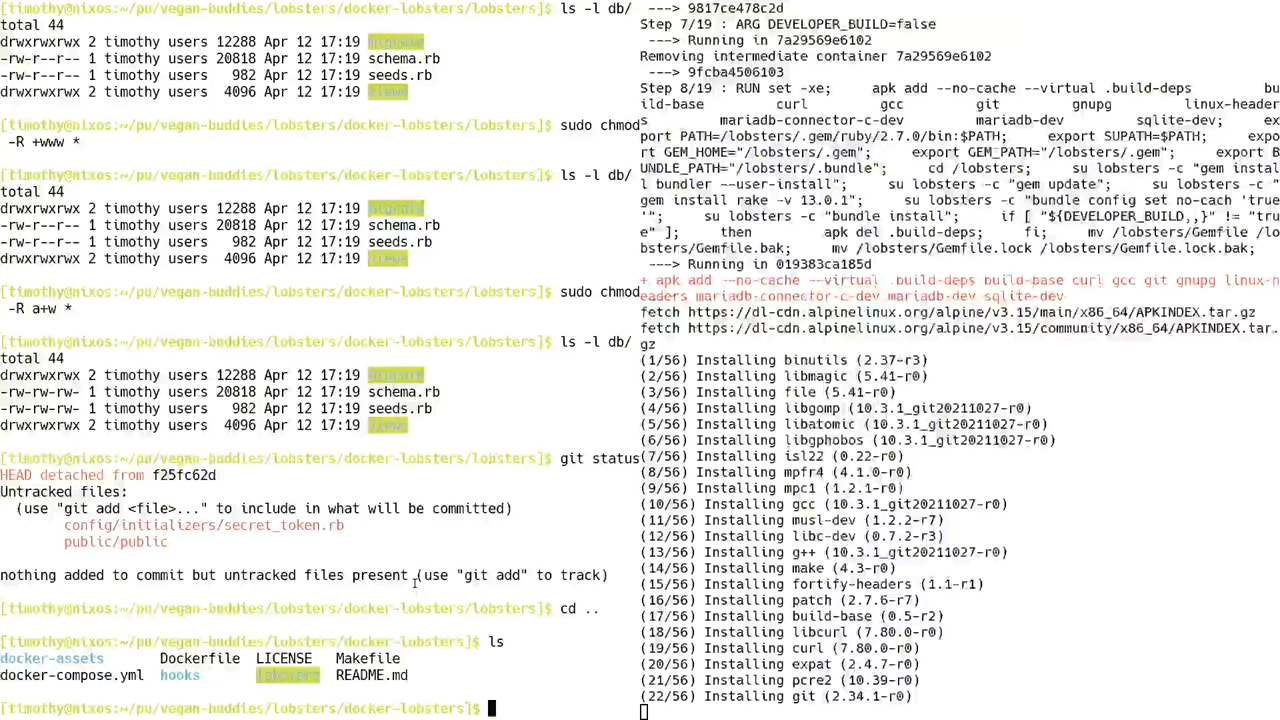 [timothy@nixos:~/pu/vegan-buddies/lobsters/docker-lobsters/lobsters]$ ls -l db/
total 44
drwxrwxrwx 2 timothy users 12288 Apr 12 17:19 migrate
-rw-r--r-- 1 timothy users 20818 Apr 12 17:19 schema.rb
-rw-r--r-- 1 timothy users   982 Apr 12 17:19 seeds.rb
drwxrwxrwx 2 timothy users  4096 Apr 12 17:19 views
[timothy@nixos:~/pu/vegan-buddies/lobsters/docker-lobsters/lobsters]$ sudo chmod
 -R +www *
[timothy@nixos:~/pu/vegan-buddies/lobsters/docker-lobsters/lobsters]$ ls -l db/
total 44
drwxrwxrwx 2 timothy users 12288 Apr 12 17:19 migrate
-rw-r--r-- 1 timothy users 20818 Apr 12 17:19 schema.rb
-rw-r--r-- 1 timothy users   982 Apr 12 17:19 seeds.rb
drwxrwxrwx 2 timothy users  4096 Apr 12 17:19 views
[timothy@nixos:~/pu/vegan-buddies/lobsters/docker-lobsters/lobsters]$ sudo chmod
 -R a+w *
[timothy@nixos:~/pu/vegan-buddies/lobsters/docker-lobsters/lobsters]$ ls -l db/
total 44
drwxrwxrwx 2 timothy users 12288 Apr 12 17:19 migrate
-rw-rw-rw- 1 timothy users 20818 Apr 12 17:19 schema.rb
-rw-rw-rw- 1 timothy users   982 Apr 12 17:19 seeds.rb
drwxrwxrwx 2 timothy users  4096 Apr 12 17:19 views
[timothy@nixos:~/pu/vegan-buddies/lobsters/docker-lobsters/lobsters]$ git status
HEAD detached from f25fc62d
Untracked files:
  (use "git add <file>..." to include in what will be committed)
        config/initializers/secret_token.rb
        public/public
nothing added to commit but untracked files present (use "git add" to track)
[timothy@nixos:~/pu/vegan-buddies/lobsters/docker-lobsters/lobsters]$ cd ..
[timothy@nixos:~/pu/vegan-buddies/lobsters/docker-lobsters]$ ls
docker-assets       Dockerfile  LICENSE   Makefile
docker-compose.yml  hooks       lobsters  README.md
[timothy@nixos:~/pu/vegan-buddies/lobsters/docker-lobsters]$
 ---> 9817ce478c2d
Step 7/19 : ARG DEVELOPER_BUILD=false
 ---> Running in 7a29569e6102
Removing intermediate container 7a29569e6102
 ---> 9fcba4506103
Step 8/19 : RUN set -xe;     apk add --no-cache --virtual .build-deps         bu
ild-base         curl         gcc         git         gnupg         linux-header
s         mariadb-connector-c-dev         mariadb-dev         sqlite-dev;     ex
port PATH=/lobsters/.gem/ruby/2.7.0/bin:$PATH;     export SUPATH=$PATH;     expo
rt GEM_HOME="/lobsters/.gem";     export GEM_PATH="/lobsters/.gem";     export B
UNDLE_PATH="/lobsters/.bundle";     cd /lobsters;     su lobsters -c "gem instal
l bundler --user-install";     su lobsters -c "gem update";     su lobsters -c "
gem install rake -v 13.0.1";     su lobsters -c "bundle config set no-cach 'true
'";     su lobsters -c "bundle install";     if [ "${DEVELOPER_BUILD,,}" != "tru
e" ];     then         apk del .build-deps;     fi;     mv /lobsters/Gemfile /lo
bsters/Gemfile.bak;     mv /lobsters/Gemfile.lock /lobsters/Gemfile.lock.bak;
 ---> Running in 019383ca185d
+ apk add --no-cache --virtual .build-deps build-base curl gcc git gnupg linux-h
eaders mariadb-connector-c-dev mariadb-dev sqlite-dev
fetch https://dl-cdn.alpinelinux.org/alpine/v3.15/main/x86_64/APKINDEX.tar.gz
fetch https://dl-cdn.alpinelinux.org/alpine/v3.15/community/x86_64/APKINDEX.tar.
gz
(1/56) Installing binutils (2.37-r3)
(2/56) Installing libmagic (5.41-r0)
(3/56) Installing file (5.41-r0)
(4/56) Installing libgomp (10.3.1_git20211027-r0)
(5/56) Installing libatomic (10.3.1_git20211027-r0)
(6/56) Installing libgphobos (10.3.1_git20211027-r0)
(7/56) Installing isl22 (0.22-r0)
(8/56) Installing mpfr4 (4.1.0-r0)
(9/56) Installing mpc1 (1.2.1-r0)
(10/56) Installing gcc (10.3.1_git20211027-r0)
(11/56) Installing musl-dev (1.2.2-r7)
(12/56) Installing libc-dev (0.7.2-r3)
(13/56) Installing g++ (10.3.1_git20211027-r0)
(14/56) Installing make (4.3-r0)
(15/56) Installing fortify-headers (1.1-r1)
(16/56) Installing patch (2.7.6-r7)
(17/56) Installing build-base (0.5-r2)
(18/56) Installing libcurl (7.80.0-r0)
(19/56) Installing curl (7.80.0-r0)
(20/56) Installing expat (2.4.7-r0)
(21/56) Installing pcre2 (10.39-r0)
(22/56) Installing git (2.34.1-r0)